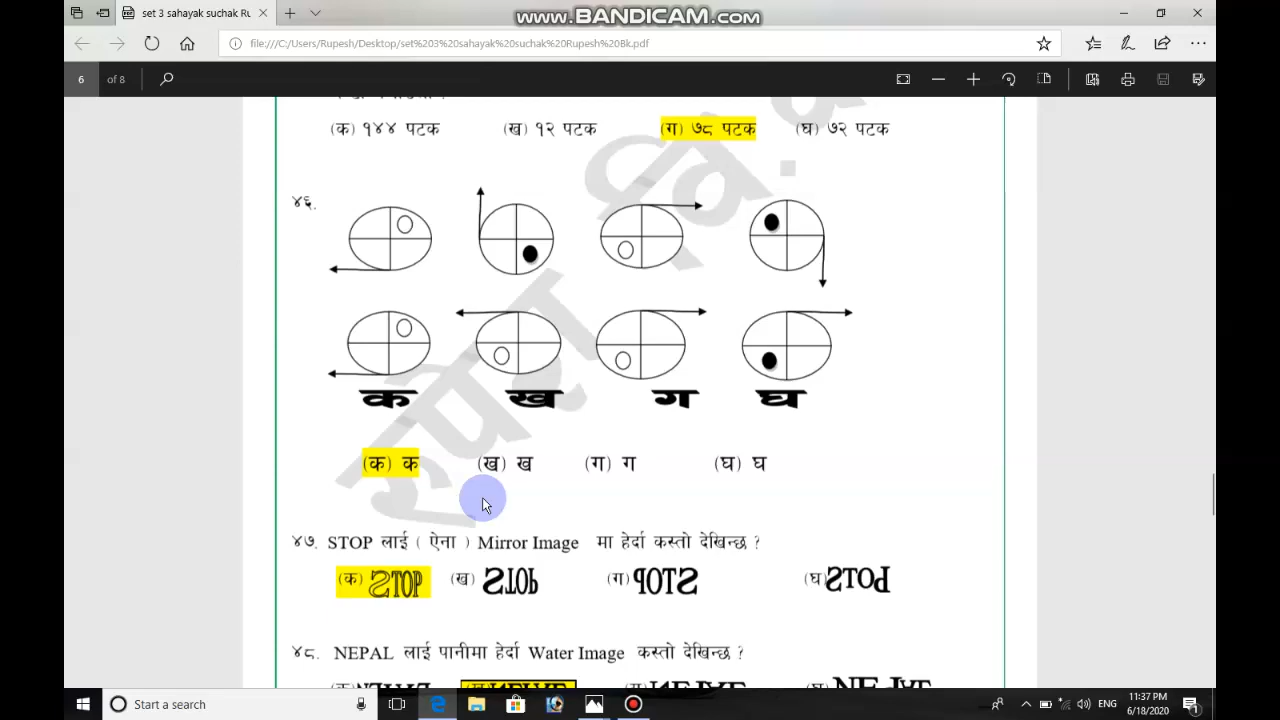 www.BANDICAM.com
set 3 sahayak suchak Ru
file:///C:/Users/Rupesh/Desktop/set%203%20sahayak%20suchak%20Rupesh%20Bk.pdf
6 of 8
(क) १४४ पटक (ख) १२ पटक (ग) ७८ पटक (घ) ७२ पटक
४६.
क ख ग घ
(क) क (ख) ख (ग) ग (घ) घ
४७. STOP लाई ( ऐना ) Mirror Image मा हेर्दा कस्तो देखिन्छ ?
(क) (ख) (ग) (घ)
४८. NEPAL लाई पानीमा हेर्दा Water Image कस्तो देखिन्छ ?
रुपेश वि.
Start a search
ENG
11:37 PM
6/18/2020